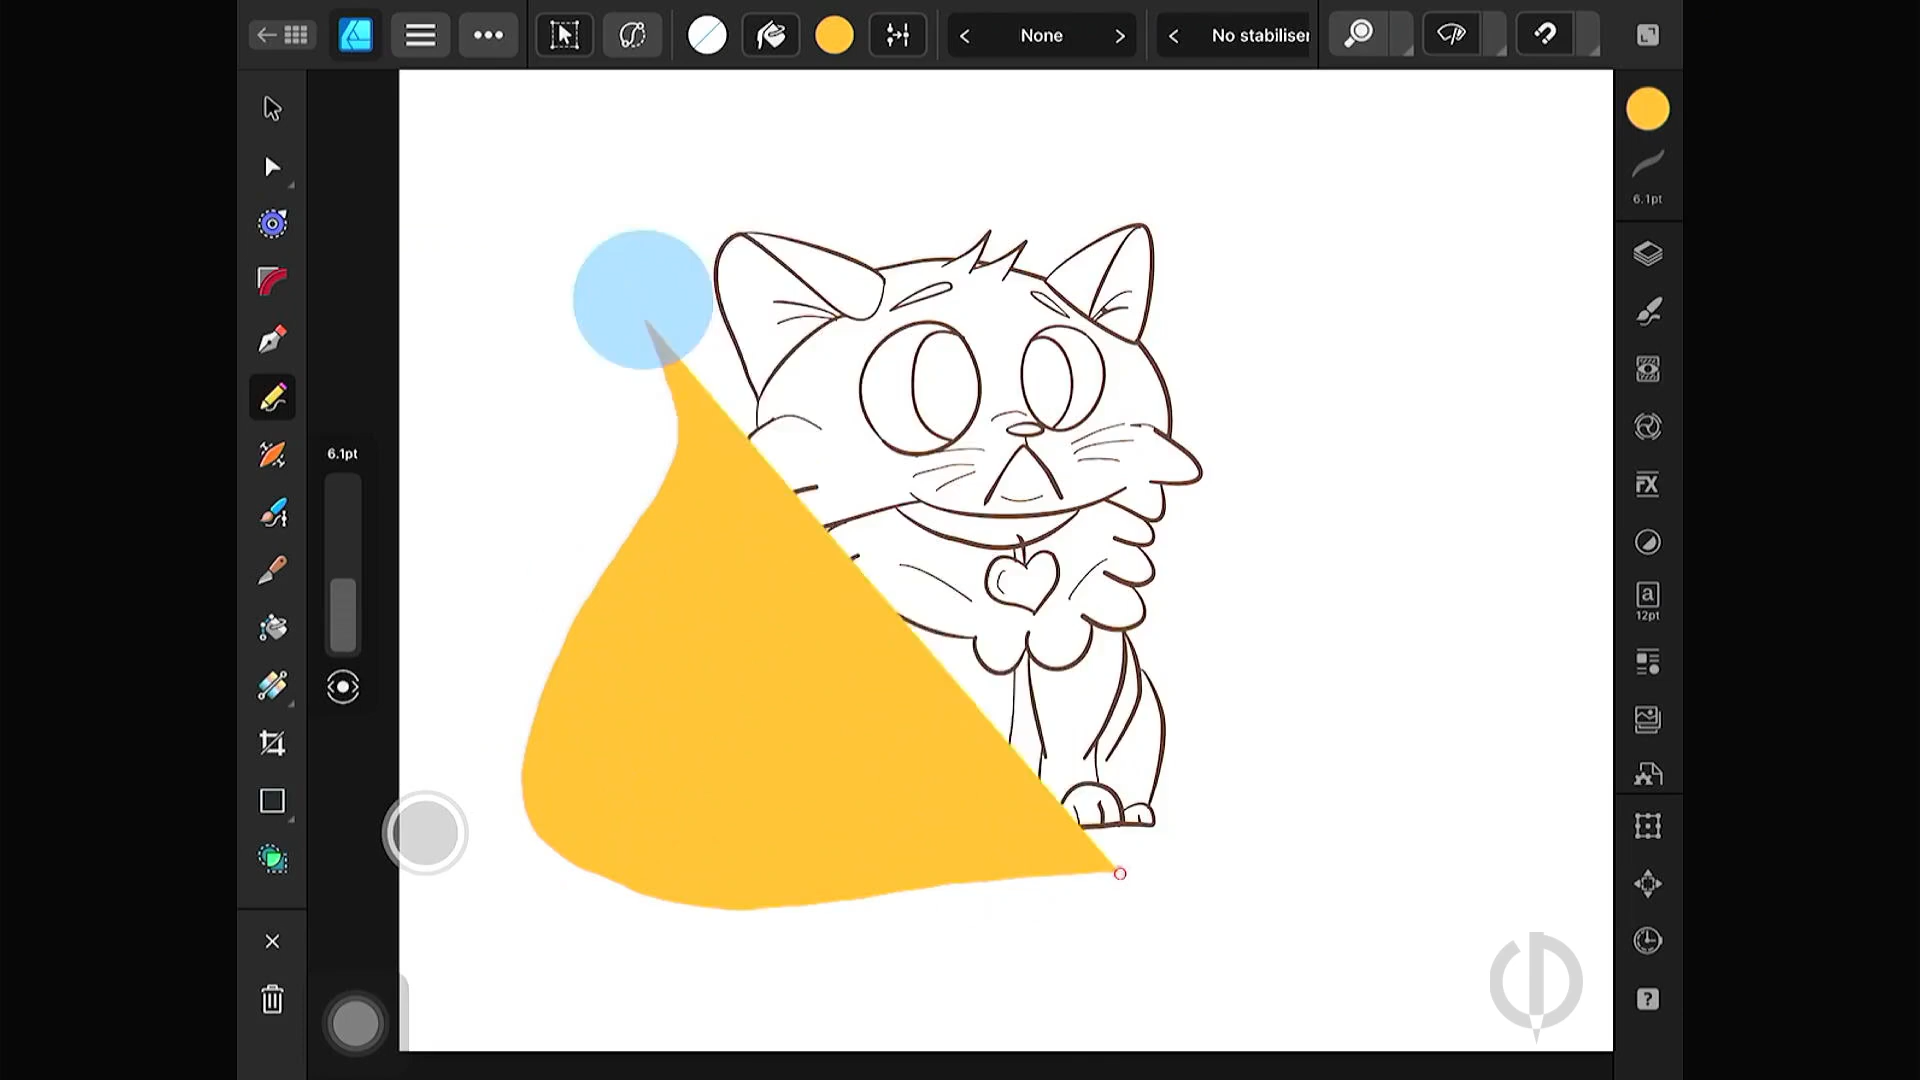 None
No stabiliser
6.1pt
6.1pt
FX
a
12pt
?